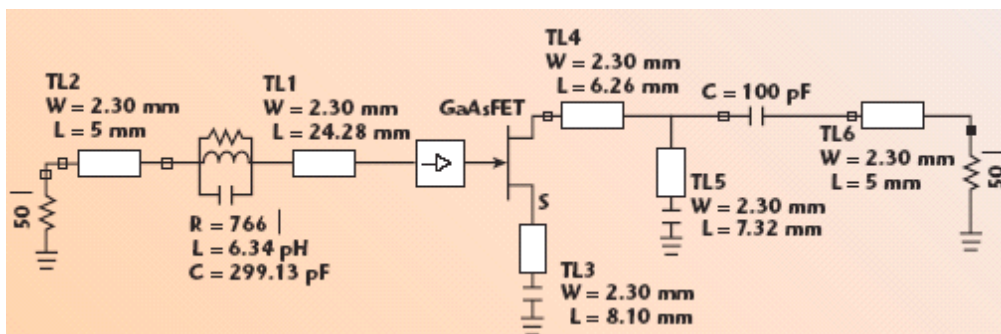 TL2
W = 2.30 mm
L = 5 mm
50 |
R = 766 |
L = 6.34 pH
C = 299.13 pF
TL1
W = 2.30 mm
L = 24.28 mm
GaAsFET
S
TL3
W = 2.30 mm
L = 8.10 mm
TL4
W = 2.30 mm
L = 6.26 mm
TL5
W = 2.30 mm
L = 7.32 mm
C = 100 pF
TL6
W = 2.30 mm
L = 5 mm
50 |